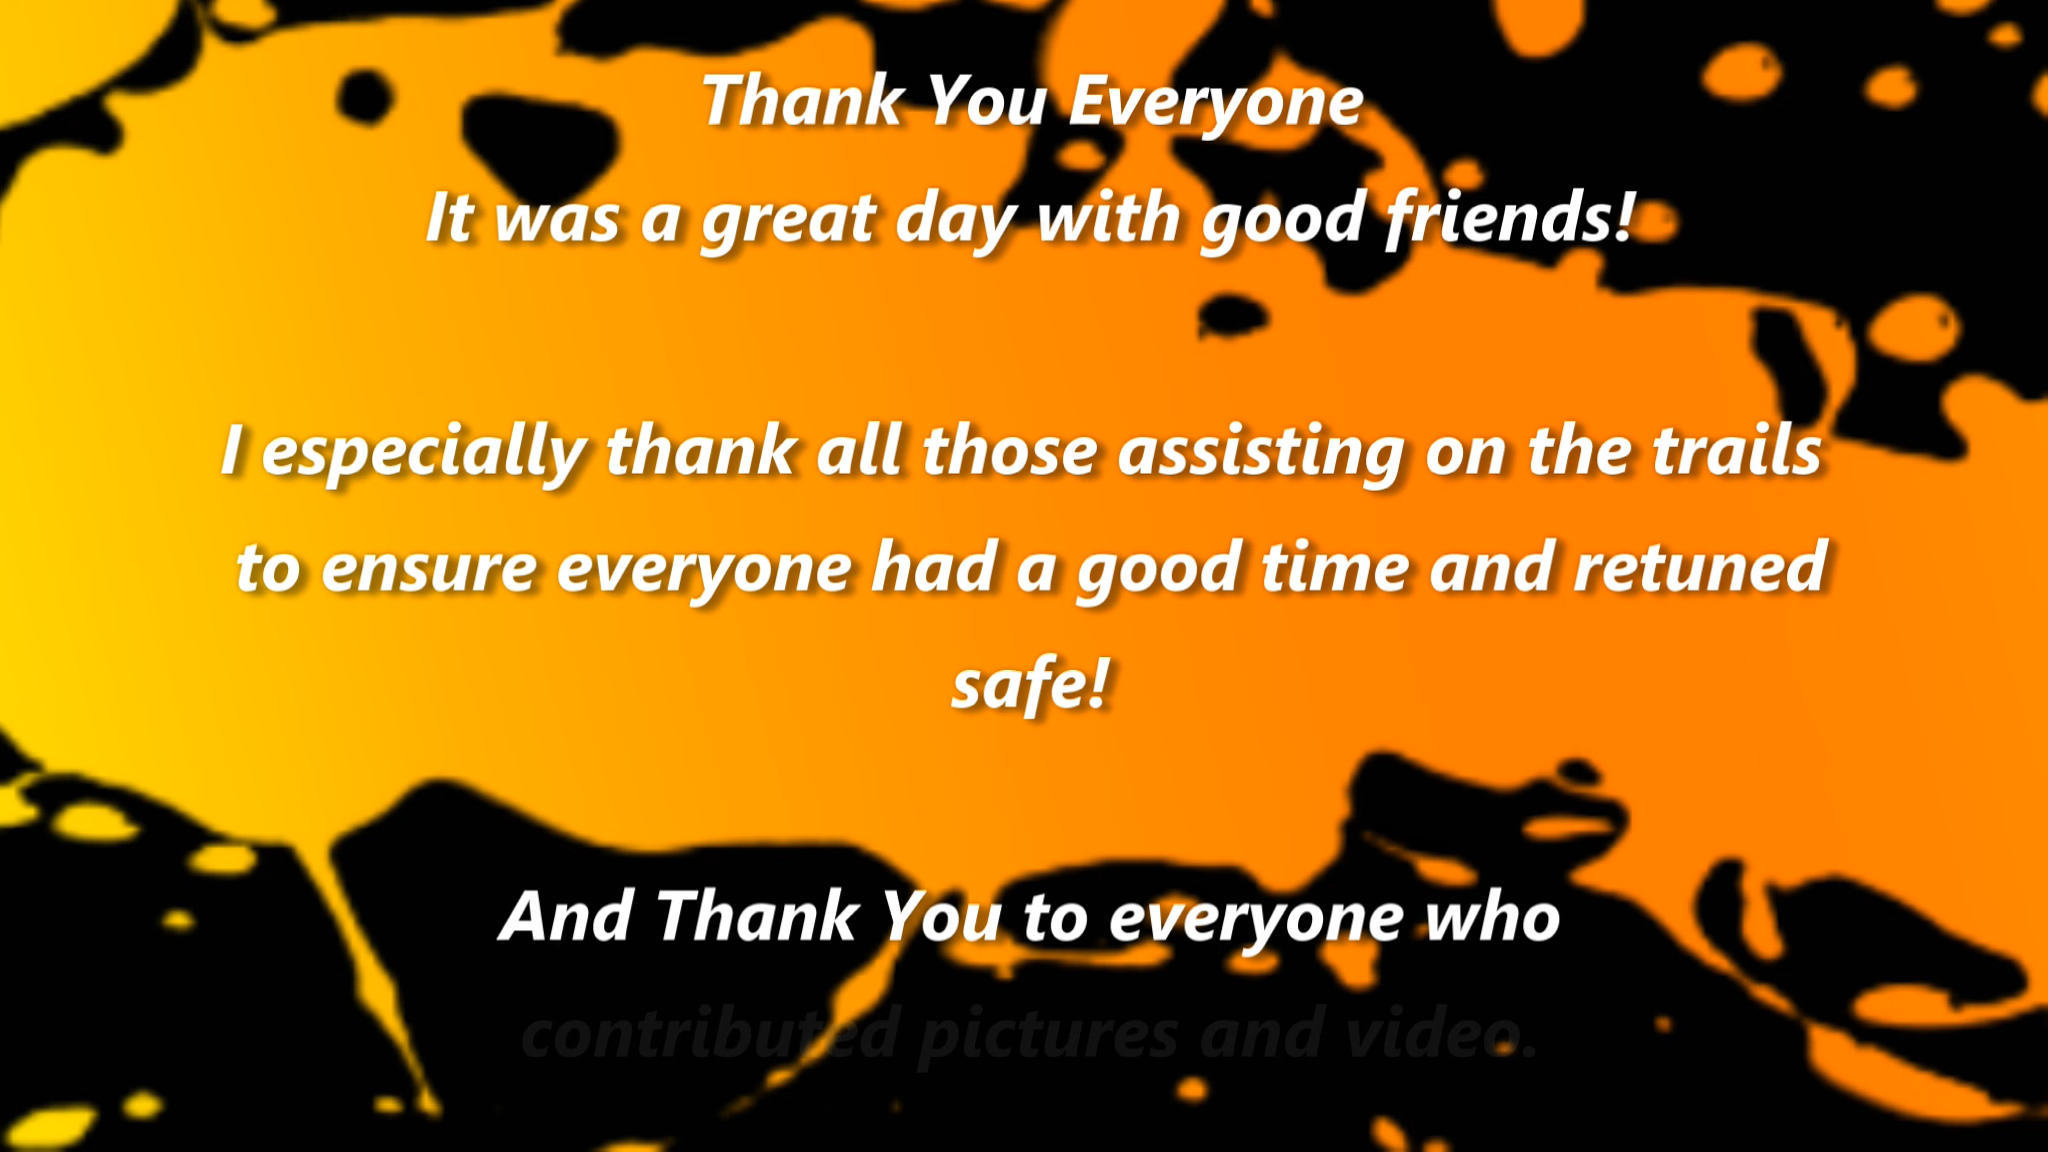 Thank You Everyone
It was a great day with good friends!
I especially thank all those assisting on the trails
to ensure everyone had a good time and retuned
safe!
And Thank You to everyone who
contributed pictures and video.